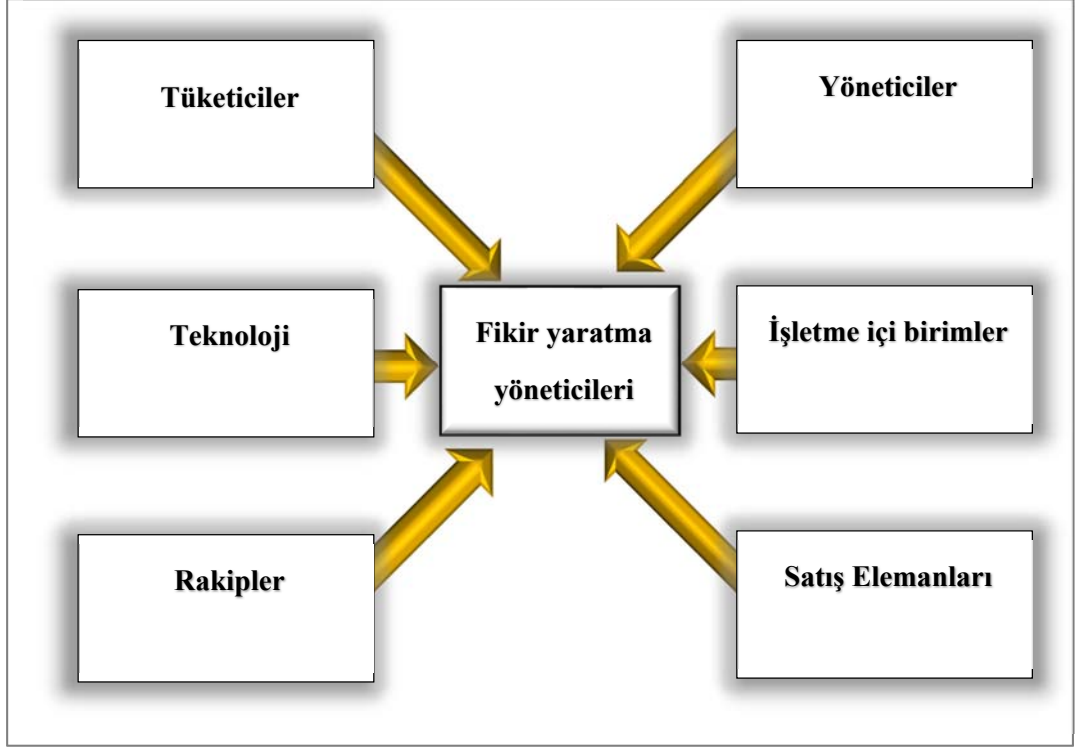 Tüketiciler
Yöneticiler
Teknoloji
Fikir yaratma
yöneticileri
İşletme içi birimler
Rakipler
Satış Elemanları